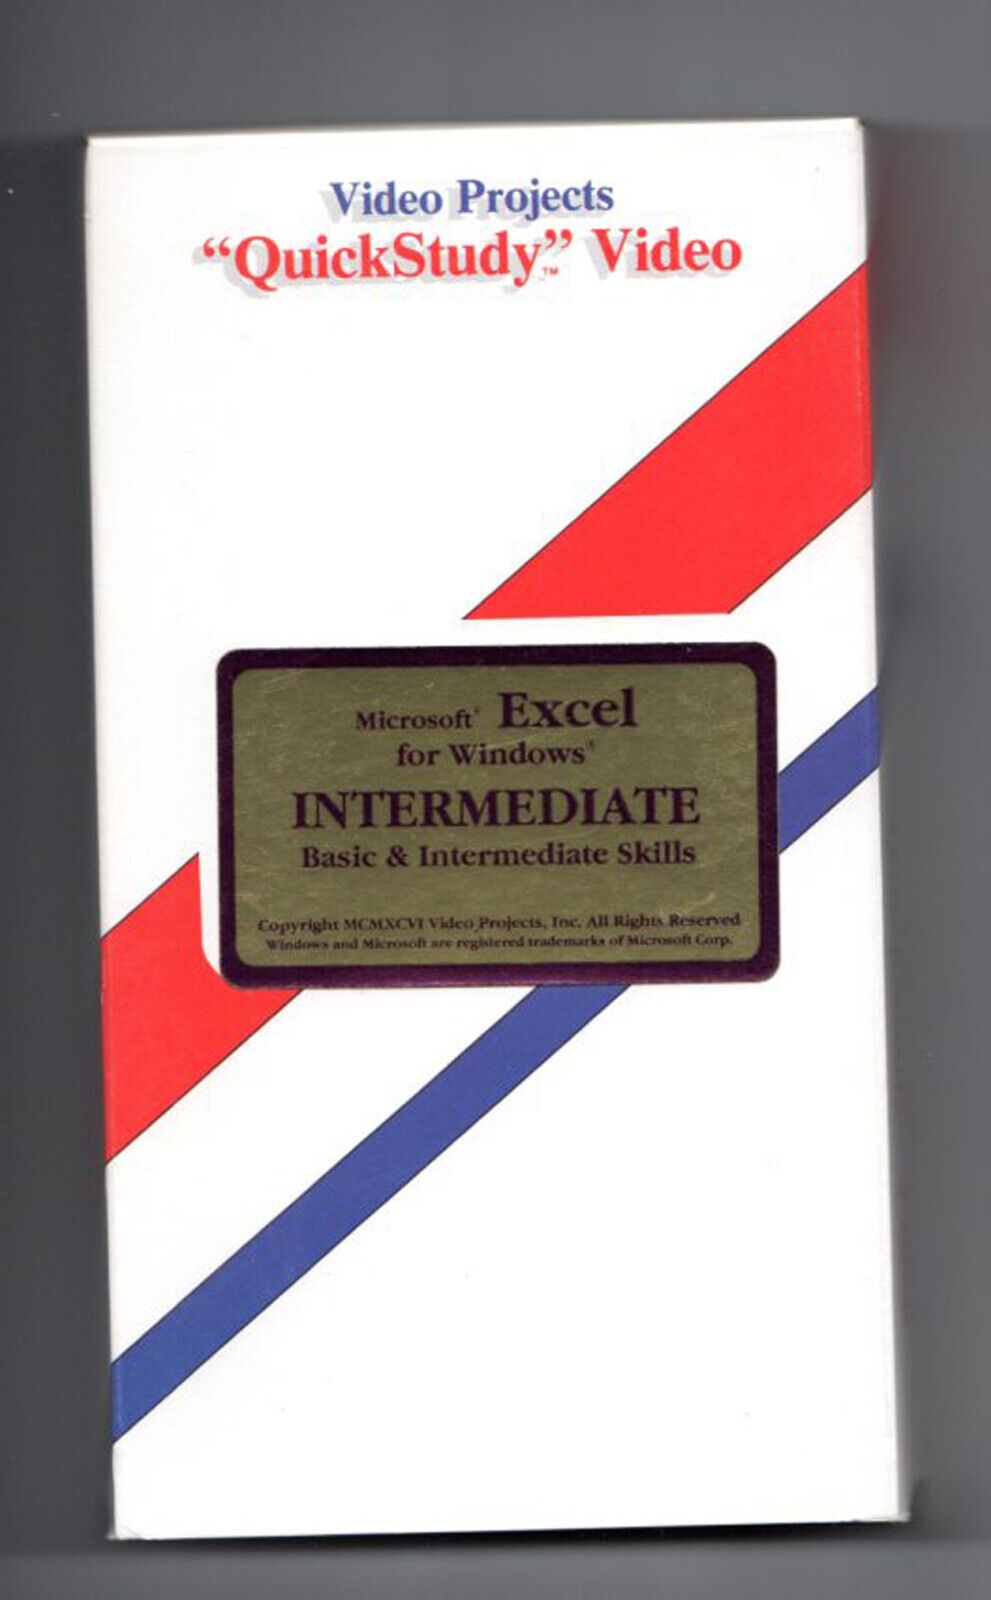 Video Projects
“QuickStudy™” Video
Microsoft® Excel
for Windows®
INTERMEDIATE
Basic & Intermediate Skills
Copyright MCMXCVI Video Projects, Inc. All Rights Reserved
Windows and Microsoft are registered trademarks of Microsoft Corp.